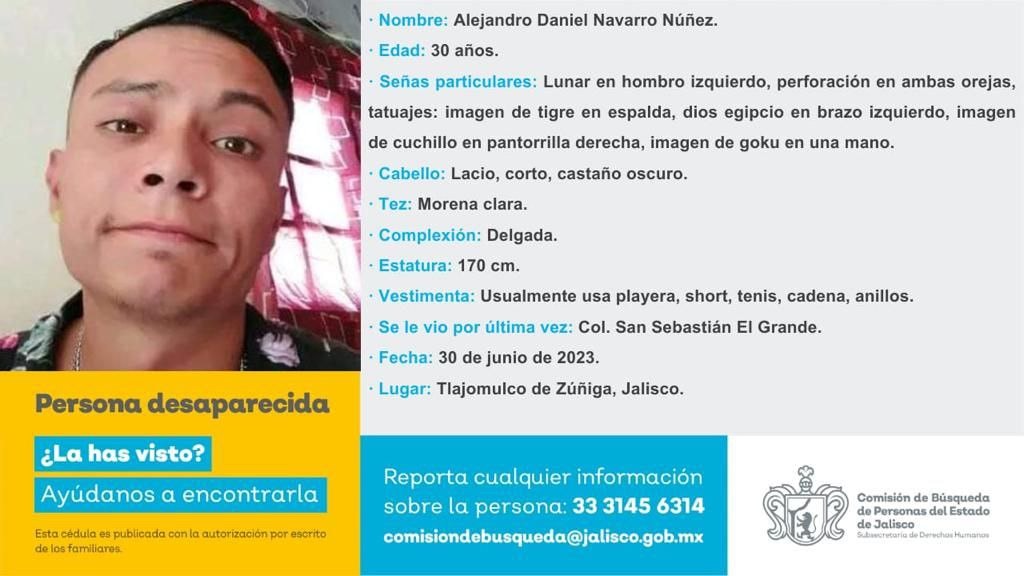 · Nombre: Alejandro Daniel Navarro Núñez.
· Edad: 30 años.
· Señas particulares: Lunar en hombro izquierdo, perforación en ambas orejas,
tatuajes: imagen de tigre en espalda, dios egipcio en brazo izquierdo, imagen
de cuchillo en pantorrilla derecha, imagen de goku en una mano.
· Cabello: Lacio, corto, castaño oscuro.
· Tez: Morena clara.
· Complexión: Delgada.
· Estatura: 170 cm.
· Vestimenta: Usualmente usa playera, short, tenis, cadena, anillos.
· Se le vio por última vez: Col. San Sebastián El Grande.
· Fecha: 30 de junio de 2023.
· Lugar: Tlajomulco de Zúñiga, Jalisco.
Persona desaparecida
¿La has visto?
Ayúdanos a encontrarla
Esta cédula es publicada con la autorización por escrito
de los familiares.
Reporta cualquier información
sobre la persona: 33 3145 6314
comisiondebusqueda@jalisco.gob.mx
Comisión de Búsqueda
de Personas del Estado
de Jalisco
Subsecretaría de Derechos Humanos